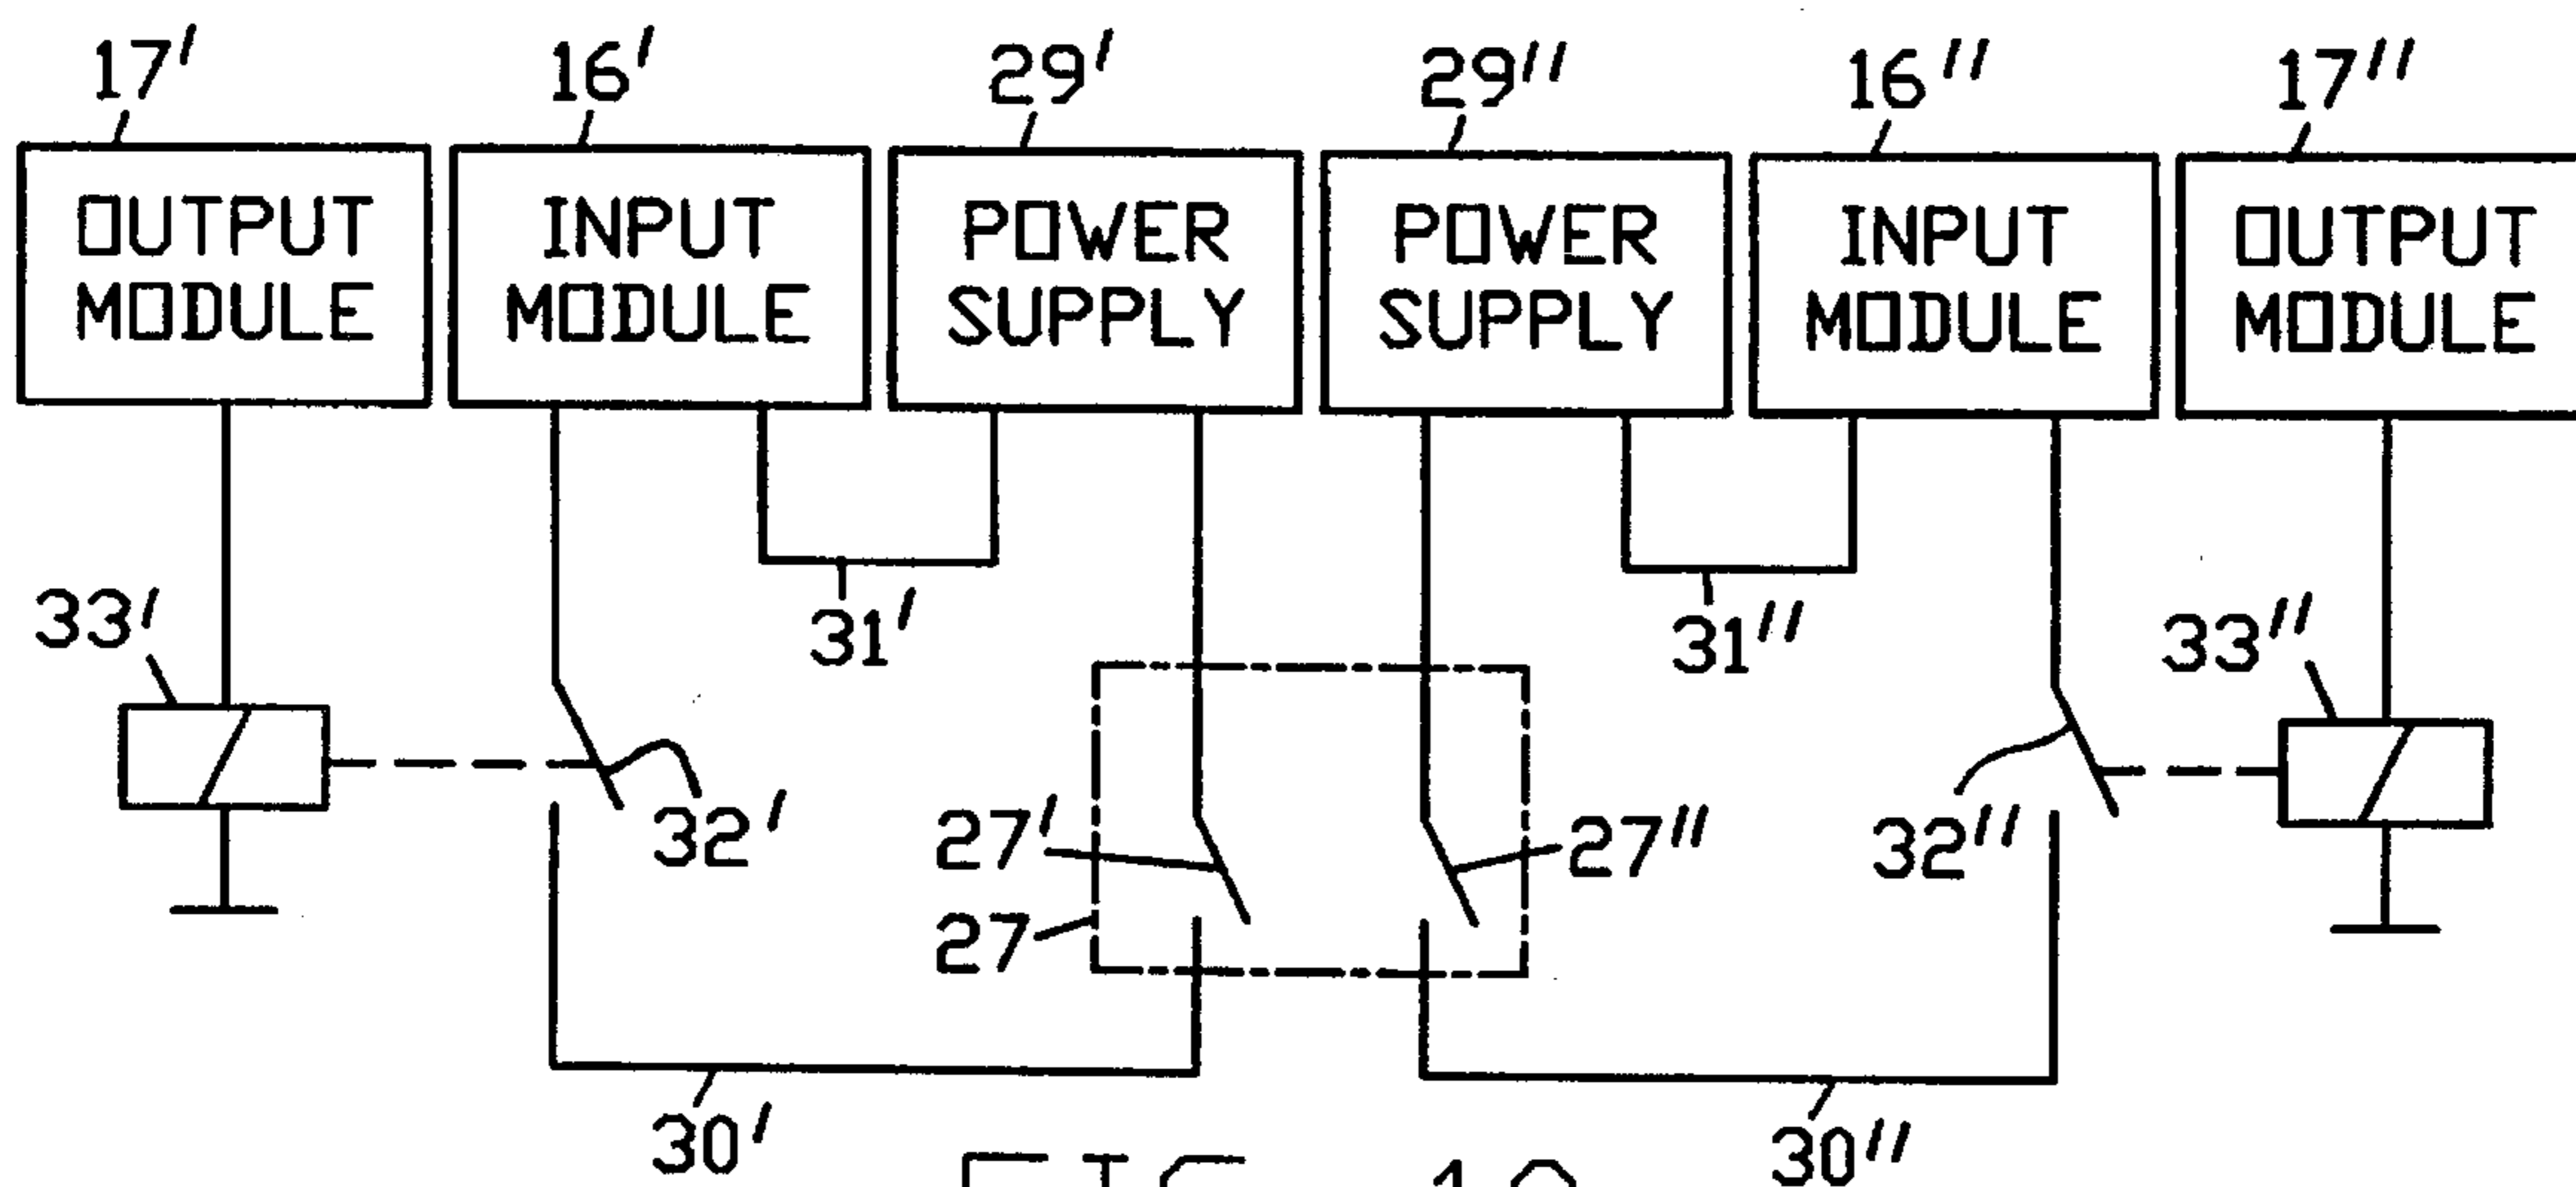 17' 16' 29' 29" 16" 17"
OUTPUT MODULE
INPUT MODULE
POWER SUPPLY
POWER SUPPLY
INPUT MODULE
OUTPUT MODULE
33' 31' 31" 33"
32' 27' 27" 32"
27
30' 30"